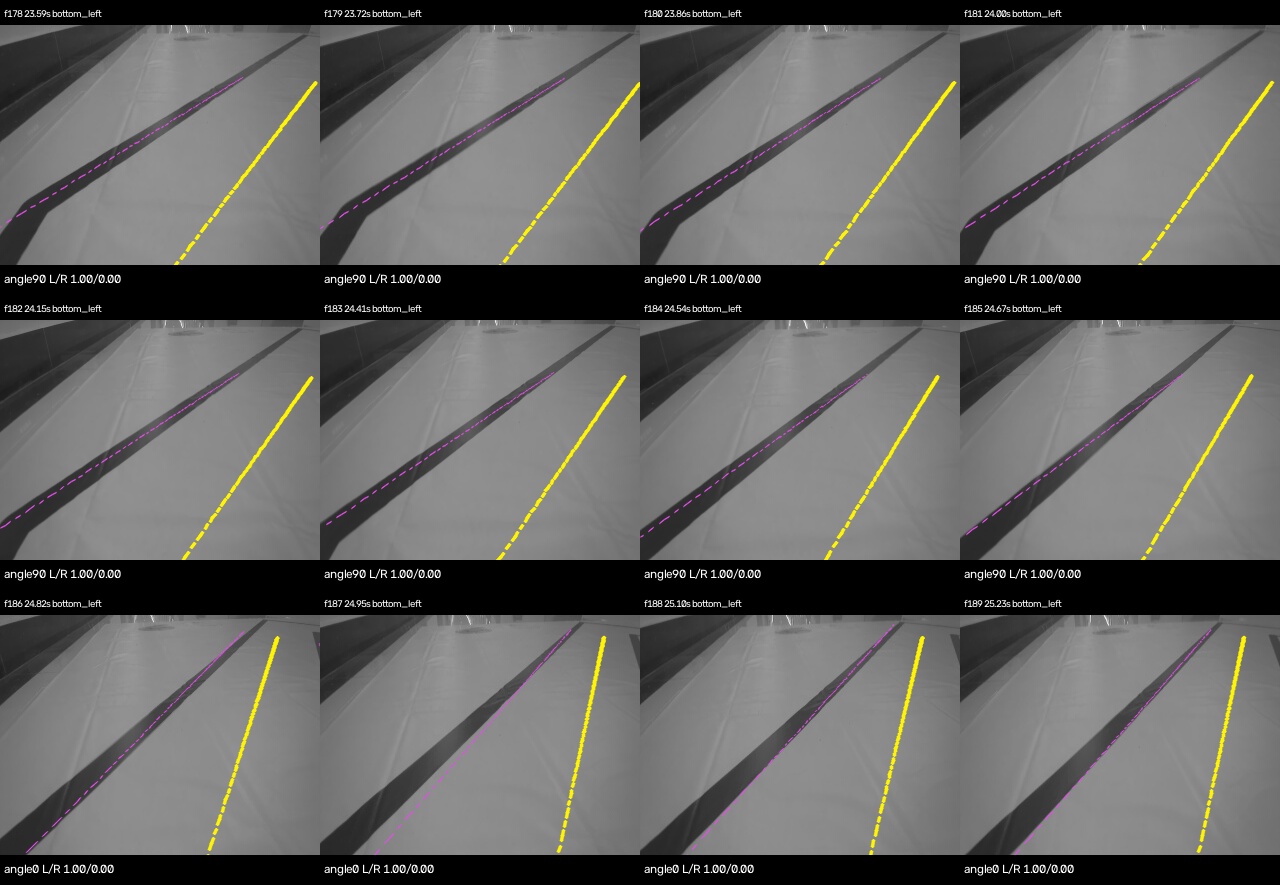 f178 23.59s bottom_left
f179 23.72s bottom_left
f180 23.86s bottom_left
f181 24.00s bottom_left
angle90 L/R 1.00/0.00
angle90 L/R 1.00/0.00
angle90 L/R 1.00/0.00
angle90 L/R 1.00/0.00
f182 24.15s bottom_left
f183 24.41s bottom_left
f184 24.54s bottom_left
f185 24.67s bottom_left
angle90 L/R 1.00/0.00
angle90 L/R 1.00/0.00
angle90 L/R 1.00/0.00
angle90 L/R 1.00/0.00
f186 24.82s bottom_left
f187 24.95s bottom_left
f188 25.10s bottom_left
f189 25.23s bottom_left
angle0 L/R 1.00/0.00
angle0 L/R 1.00/0.00
angle0 L/R 1.00/0.00
angle0 L/R 1.00/0.00